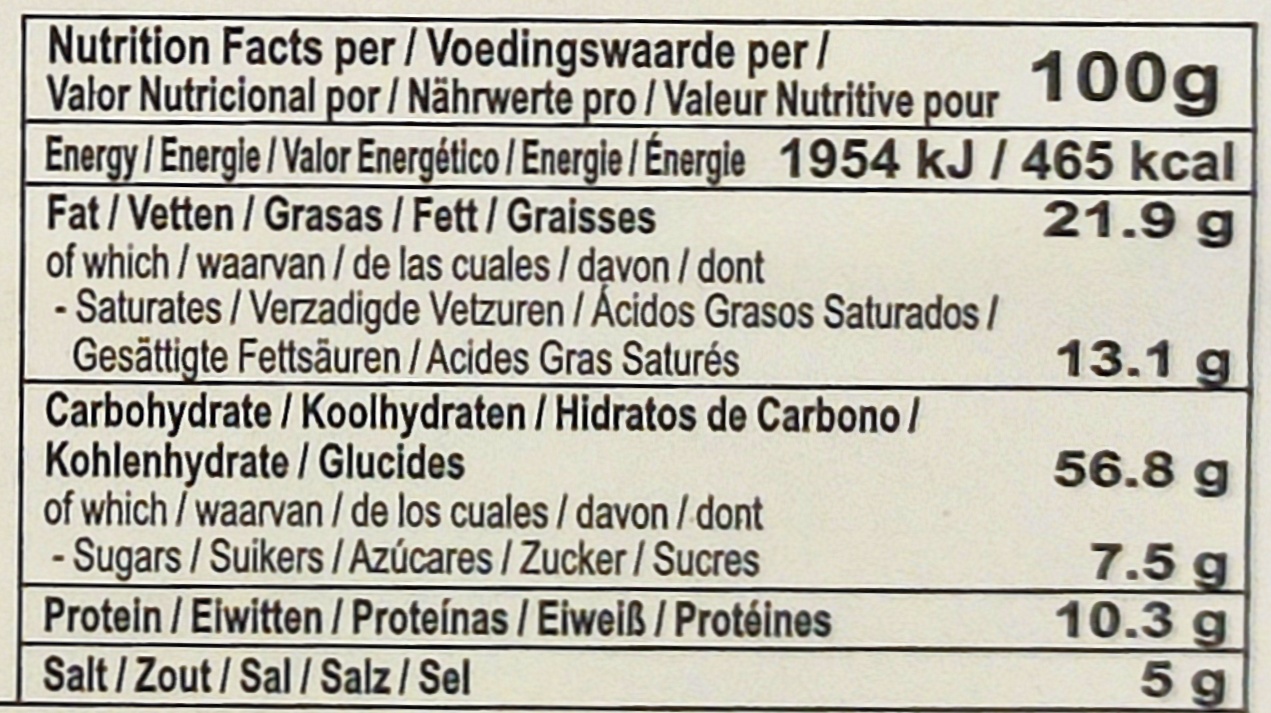 Nutrition Facts per / Voedingswaarde per /
Valor Nutricional por / Nährwerte pro / Valeur Nutritive pour 100g
Energy / Energie / Valor Energético / Energie / Énergie 1954 kJ / 465 kcal
Fat / Vetten / Grasas / Fett / Graisses 21.9 g
of which / waarvan / de las cuales / davon / dont
- Saturates / Verzadigde Vetzuren / Ácidos Grasos Saturados /
Gesättigte Fettsäuren / Acides Gras Saturés 13.1 g
Carbohydrate / Koolhydraten / Hidratos de Carbono /
Kohlenhydrate / Glucides 56.8 g
of which / waarvan / de los cuales / davon / dont
- Sugars / Suikers / Azúcares / Zucker / Sucres 7.5 g
Protein / Eiwitten / Proteínas / Eiweiß / Protéines 10.3 g
Salt / Zout / Sal / Salz / Sel 5 g